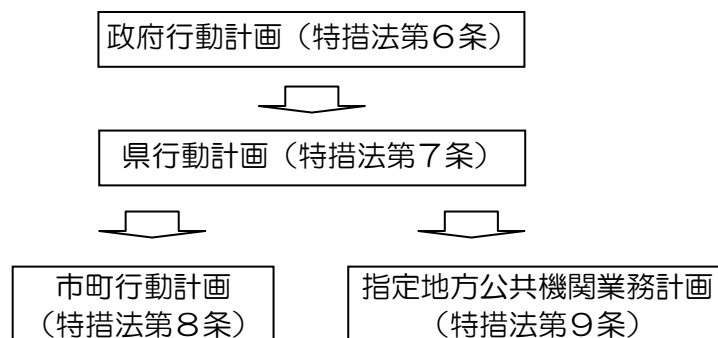 政府行動計画（特措法第６条）
県行動計画（特措法第７条）
市町行動計画
（特措法第８条）
指定地方公共機関業務計画
（特措法第９条）